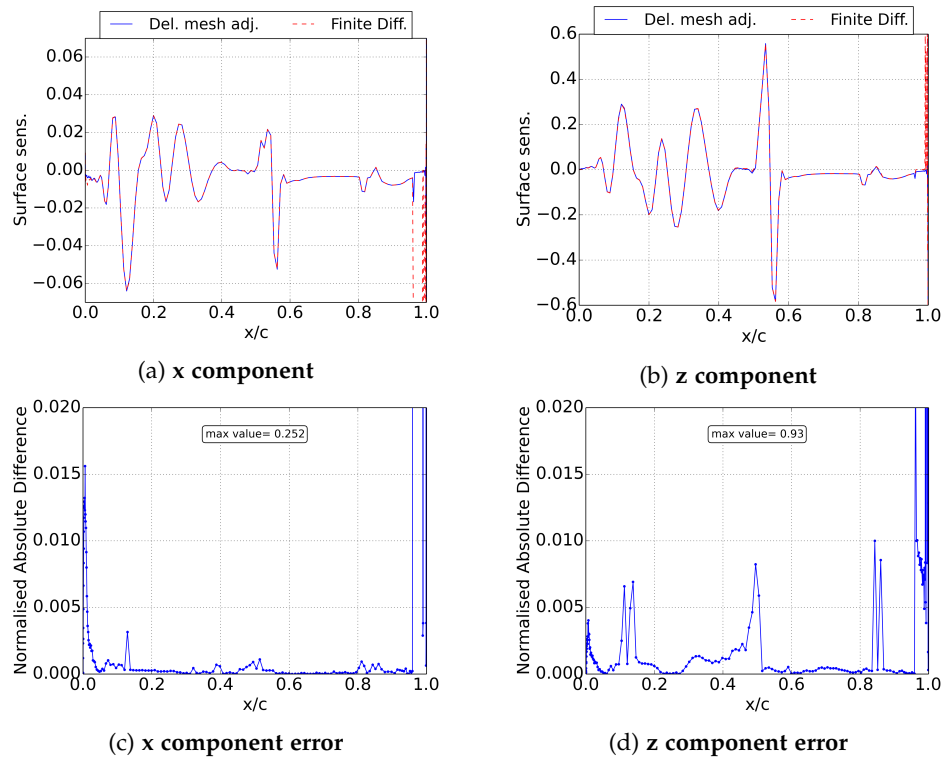 Del. mesh adj. Finite Diff.
0.06
0.04
0.02
0.00
−0.02
−0.04
−0.06
Surface sens.
0.0 0.2 0.4 0.6 0.8 1.0
x/c
(a) x component
Del. mesh adj. Finite Diff.
0.6
0.4
0.2
0.0
−0.2
−0.4
−0.6
Surface sens.
0.0 0.2 0.4 0.6 0.8 1.0
x/c
(b) z component
0.020
0.015
0.010
0.005
0.000
Normalised Absolute Difference
max value= 0.252
0.0 0.2 0.4 0.6 0.8 1.0
x/c
(c) x component error
0.020
0.015
0.010
0.005
0.000
Normalised Absolute Difference
max value= 0.93
0.0 0.2 0.4 0.6 0.8 1.0
x/c
(d) z component error